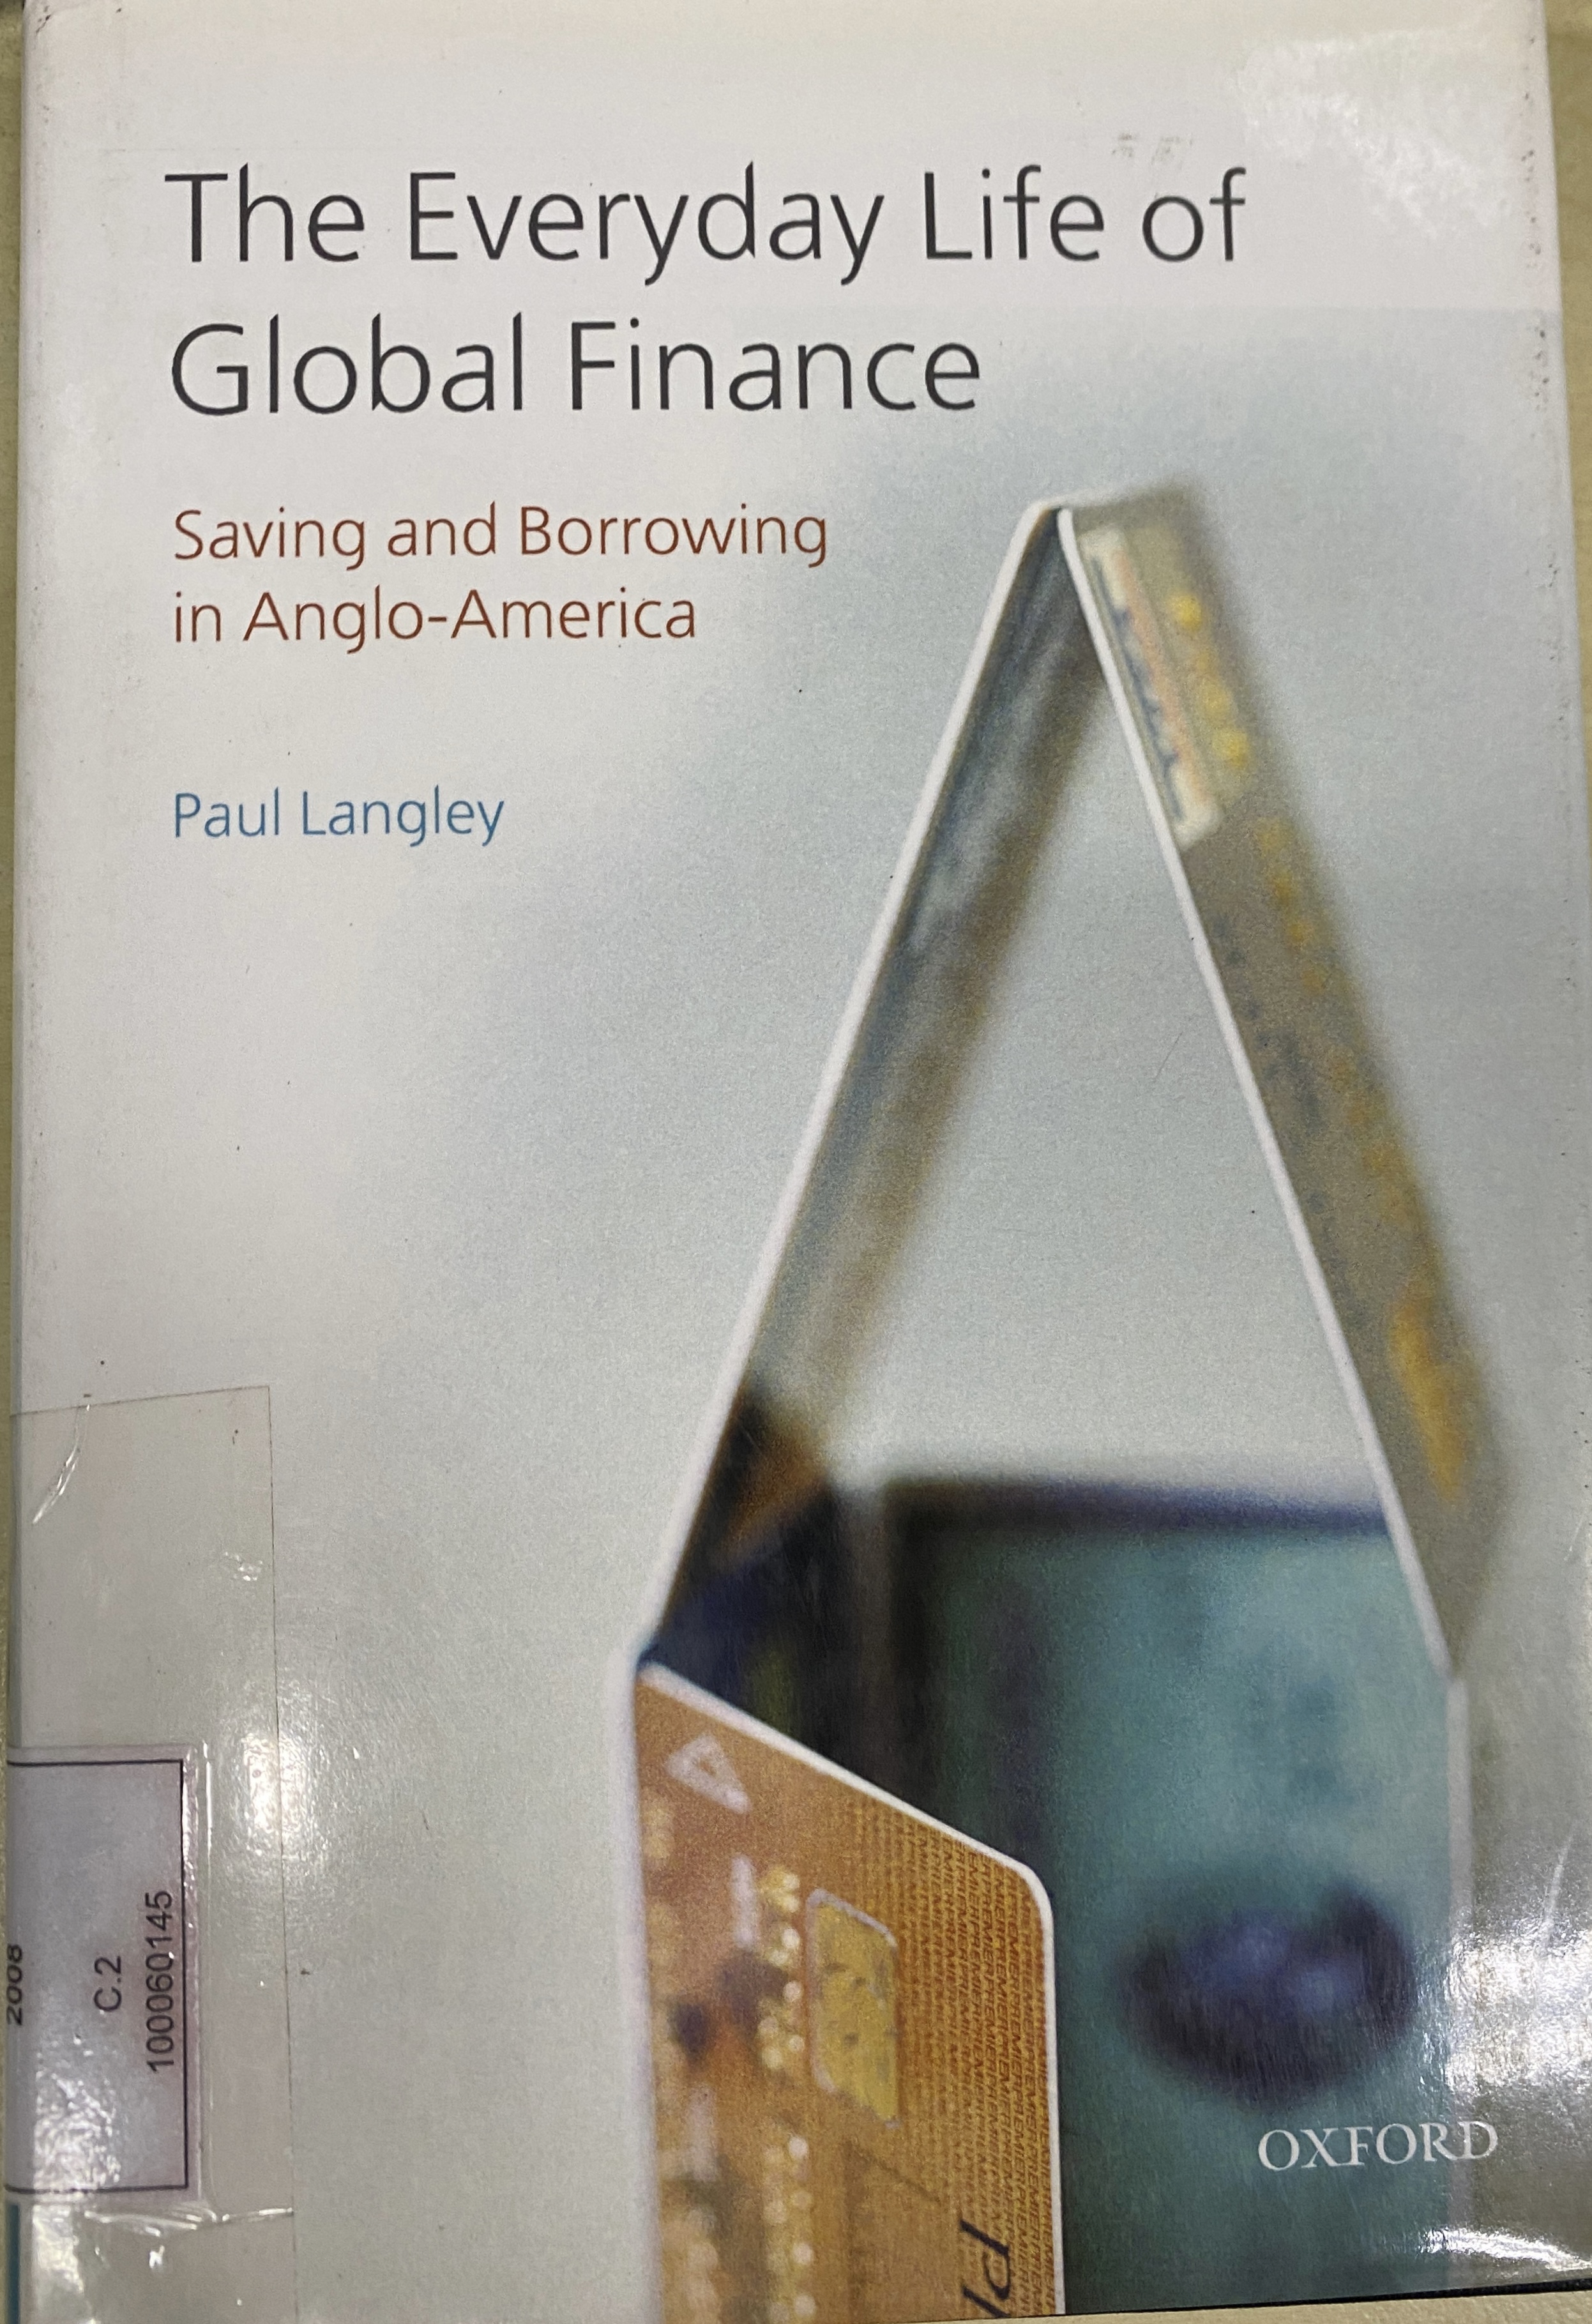 The Everyday Life of
Global Finance
Saving and Borrowing
in Anglo-America
Paul Langley
2008
C.2
100060145
OXFORD